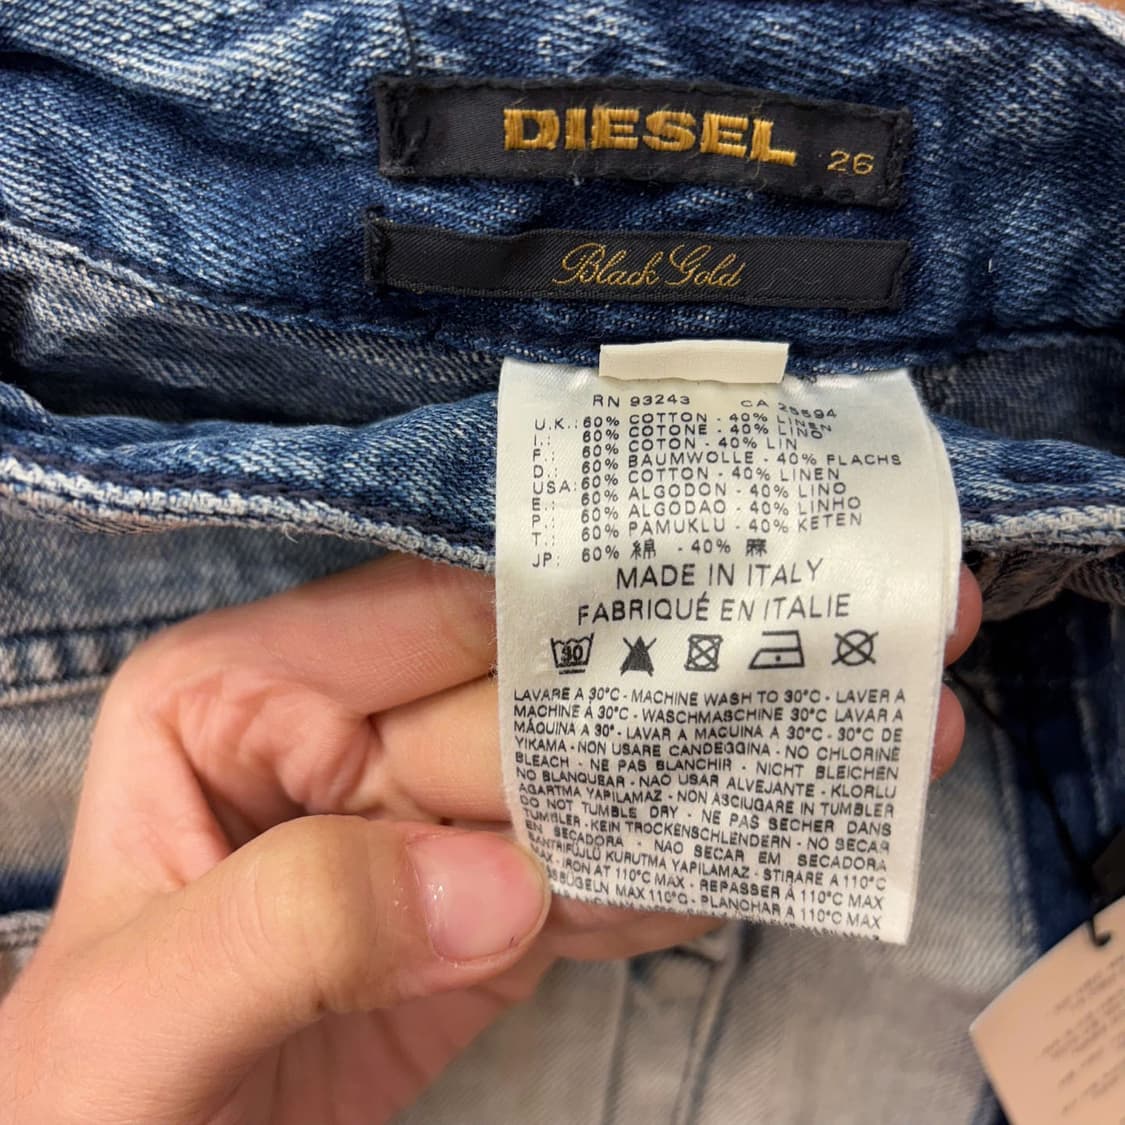 DIESEL 26
Black Gold
RN 93243 CA 25594
U.K.: 60% COTTON - 40% LINEN
I.: 60% COTONE - 40% LINO
F.: 60% COTON - 40% LIN
D.: 60% BAUMWOLLE - 40% FLACHS
USA: 60% COTTON - 40% LINEN
E.: 60% ALGODON - 40% LINO
P.: 60% ALGODAO - 40% LINHO
T.: 60% PAMUKLU - 40% KETEN
JP: 60% 綿 - 40% 麻
MADE IN ITALY
FABRIQUÉ EN ITALIE
30
LAVARE A 30°C - MACHINE WASH TO 30°C - LAVER A
MACHINE À 30°C - WASCHMASCHINE 30°C LAVAR A
MÁQUINA A 30° - LAVAR A MAGUINA A 30°C - 30°C DE
YIKAMA - NON USARE CANDEGGINA - NO CHLORINE
BLEACH - NE PAS BLANCHIR - NICHT BLEICHEN
NO BLANQUEAR - NAO USAR ALVEJANTE - KLORLU
AGARTMA YAPILAMAZ - NON ASCIUGARE IN TUMBLER
DO NOT TUMBLE DRY - NE PAS SECHER DANS
TUMBLER - KEIN TROCKENSCHLENDERN - NO SECAR
EN SECADORA - NAO SECAR EM SECADORA
SANTRIFÜJLÜ KURUTMA YAPILAMAZ - STIRARE A 110°C
MAX - IRON AT 110°C MAX - REPASSER À 110°C MAX
BÜGELN MAX 110°C - PLANCHAR A 110°C MAX